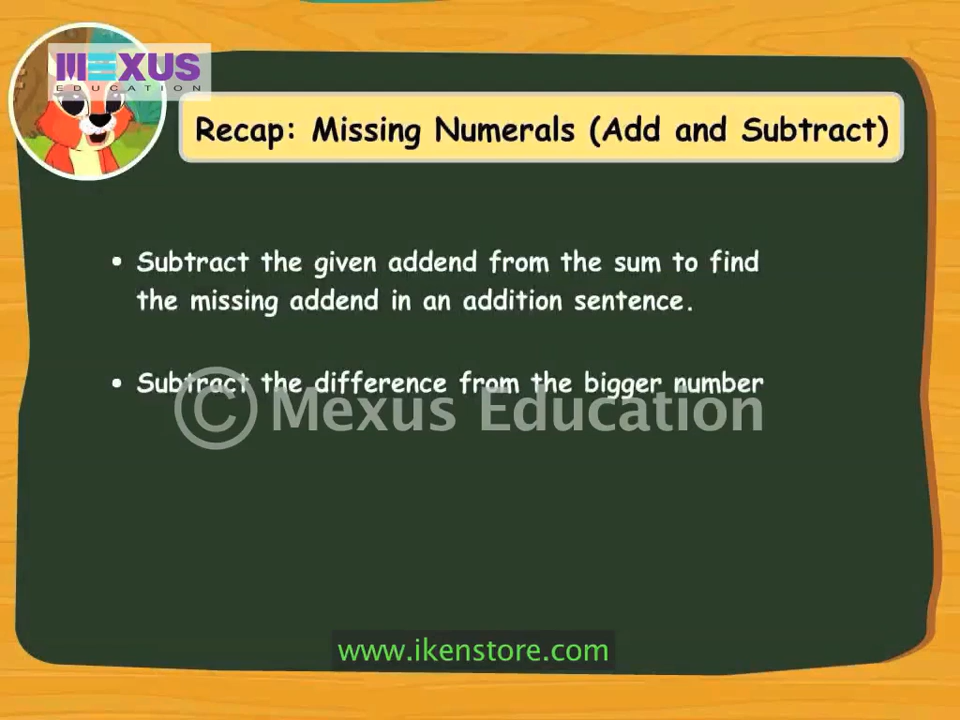 MEXUS
EDUCATION
Recap: Missing Numerals (Add and Subtract)
• Subtract the given addend from the sum to find
the missing addend in an addition sentence.
• Subtract the difference from the bigger number
© Mexus Education
www.ikenstore.com